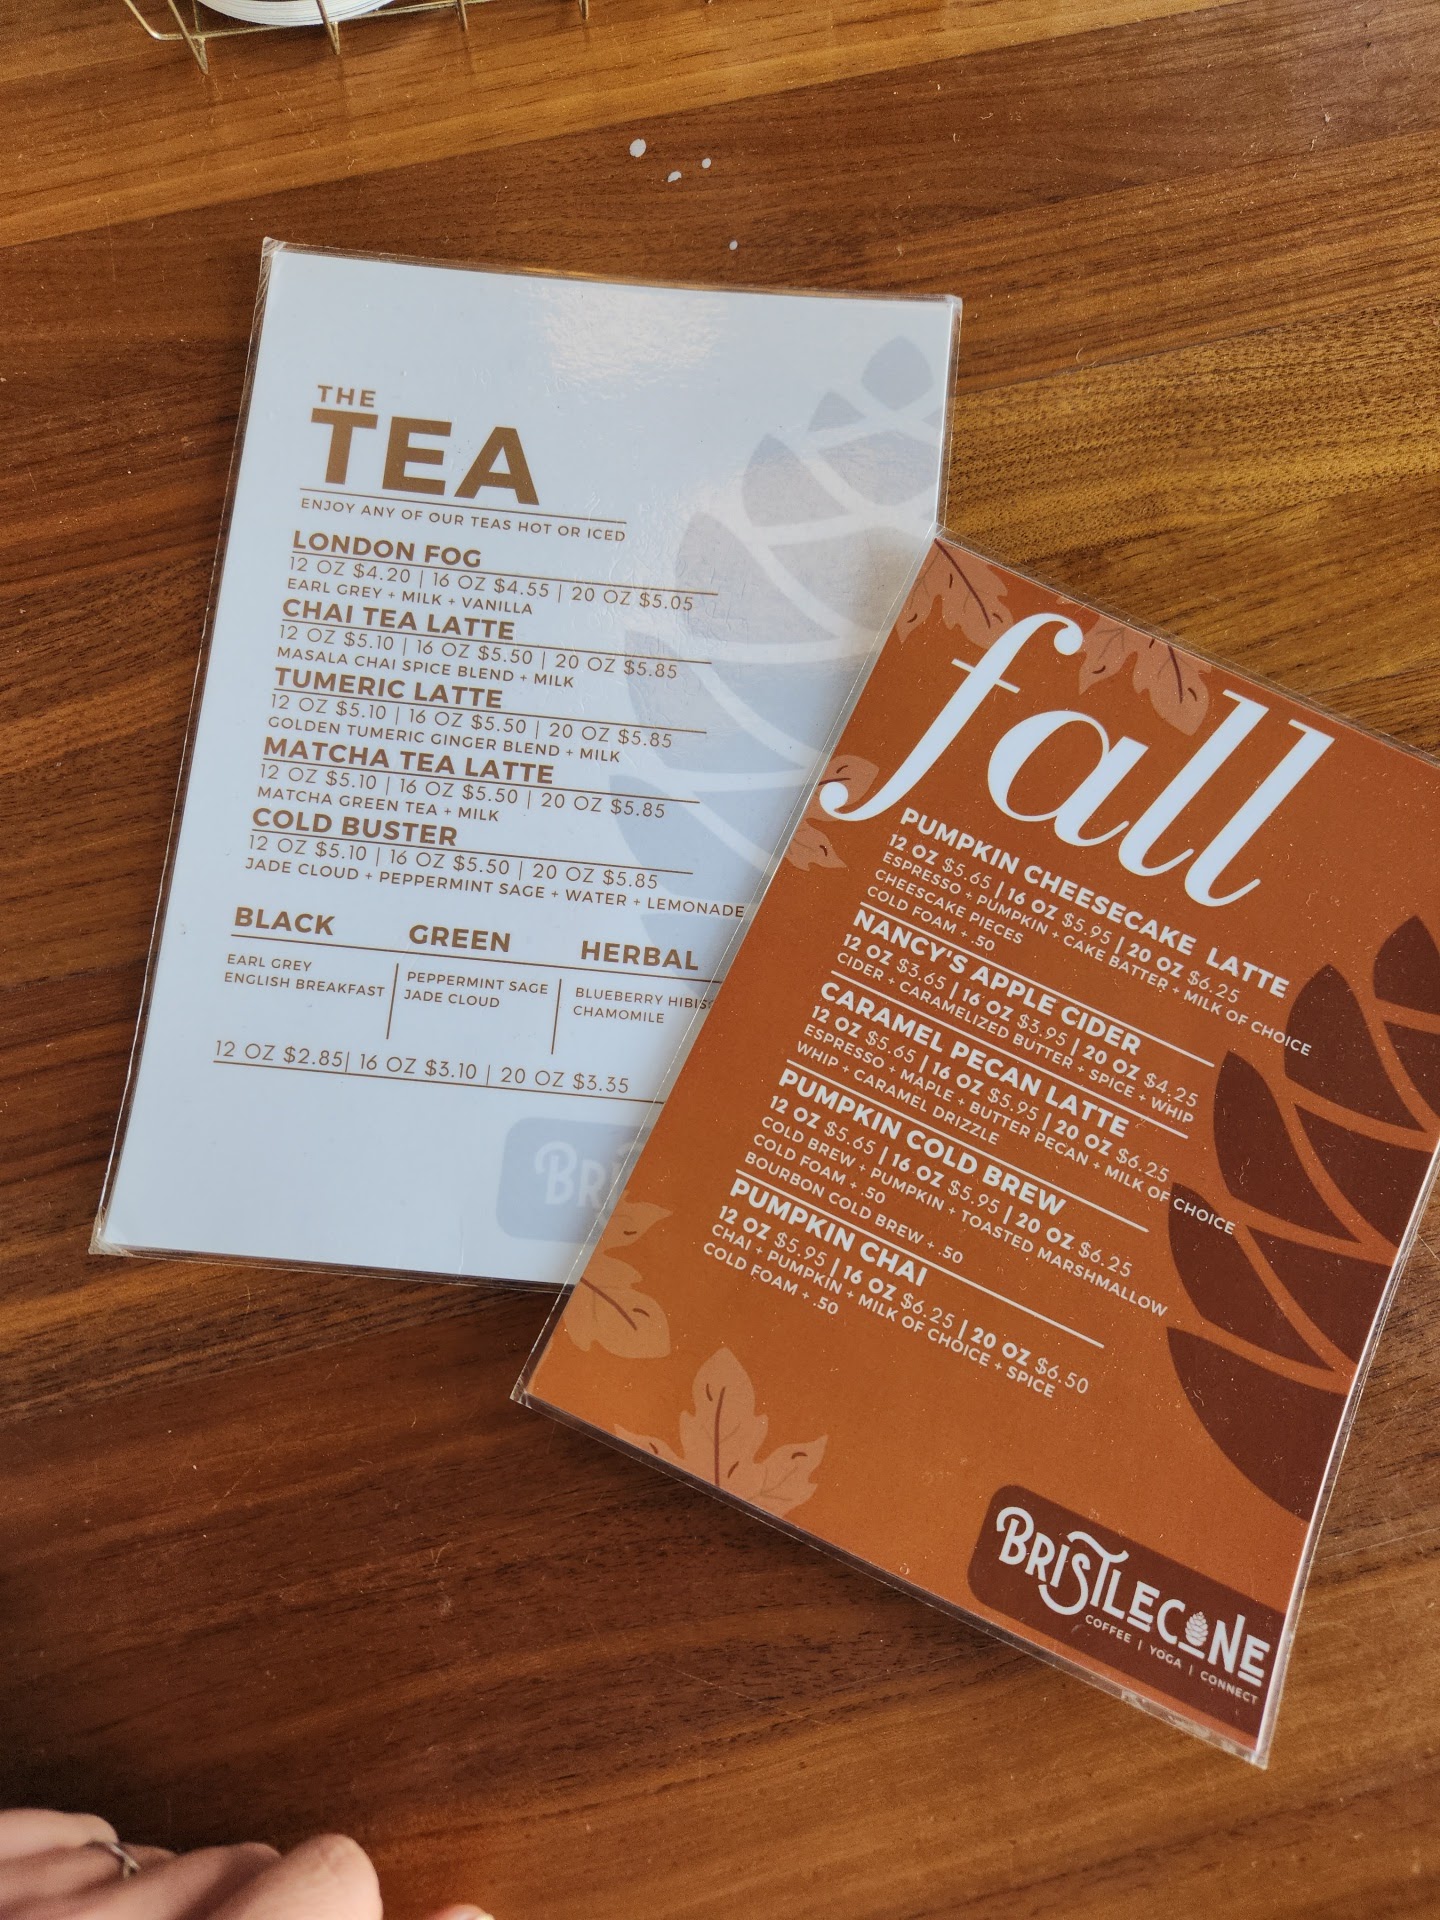 THE
TEA
ENJOY ANY OF OUR TEAS HOT OR ICED
LONDON FOG
12 OZ $4.20 | 16 OZ $4.55 | 20 OZ $5.05
EARL GREY + MILK + VANILLA
CHAI TEA LATTE
12 OZ $5.10 | 16 OZ $5.50 | 20 OZ $5.85
MASALA CHAI SPICE BLEND + MILK
TUMERIC LATTE
12 OZ $5.10 | 16 OZ $5.50 | 20 OZ $5.85
GOLDEN TUMERIC GINGER BLEND + MILK
MATCHA TEA LATTE
12 OZ $5.10 | 16 OZ $5.50 | 20 OZ $5.85
MATCHA GREEN TEA + MILK
COLD BUSTER
12 OZ $5.10 | 16 OZ $5.50 | 20 OZ $5.85
JADE CLOUD + PEPPERMINT SAGE + WATER + LEMONADE
BLACK
EARL GREY
ENGLISH BREAKFAST
GREEN
PEPPERMINT SAGE
JADE CLOUD
HERBAL
BLUEBERRY
CHAMOMILE
12 OZ $2.85| 16 OZ $3.10 | 20 OZ $3.35
fall
PUMPKIN CHEESECAKE LATTE
12 OZ $5.65 | 16 OZ $5.95 | 20 OZ $6.25
ESPRESSO + PUMPKIN + CAKE BATTER + MILK OF CHOICE
CHEESCAKE PIECES
COLD FOAM + .50
NANCY'S APPLE CIDER
12 OZ $3.65 | 16 OZ $3.95 | 20 OZ $4.25
CIDER + CARAMELIZED BUTTER + SPICE + WHIP
CARAMEL PECAN LATTE
12 OZ $5.65 | 16 OZ $5.95 | 20 OZ $6.25
ESPRESSO + MAPLE + BUTTER PECAN + MILK OF CHOICE
WHIP + CARAMEL DRIZZLE
PUMPKIN COLD BREW
12 OZ $5.65 | 16 OZ $5.95 | 20 OZ $6.25
COLD BREW + PUMPKIN + TOASTED MARSHMALLOW
COLD FOAM + .50
BOURBON COLD BREW + .50
PUMPKIN CHAI
12 OZ $5.95 | 16 OZ $6.25 | 20 OZ $6.50
CHAI + PUMPKIN + MILK OF CHOICE + SPICE
COLD FOAM + .50
BRISTLECONE
COFFEE | YOGA | CONNECT